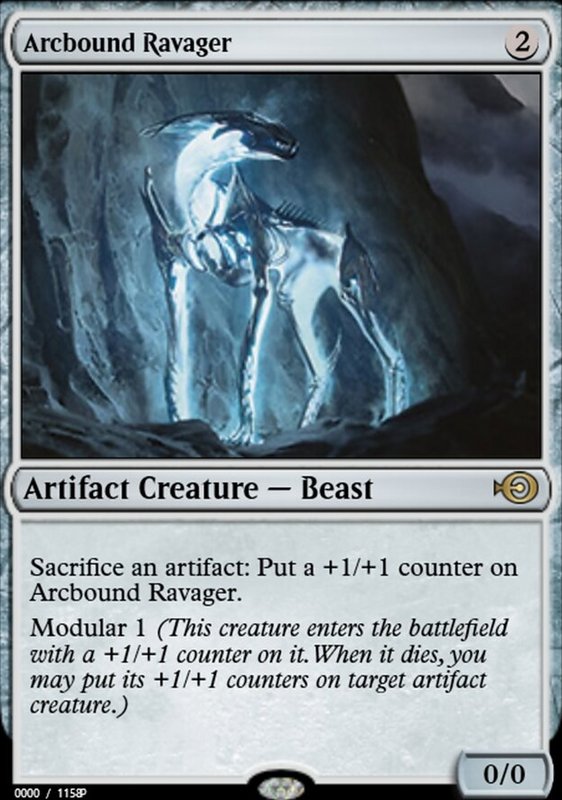 Arcbound Ravager 2
Artifact Creature — Beast
Sacrifice an artifact: Put a +1/+1 counter on
Arcbound Ravager.
Modular 1 (This creature enters the battlefield
with a +1/+1 counter on it. When it dies, you
may put its +1/+1 counters on target artifact
creature.)
0/0
0000 / 1158P